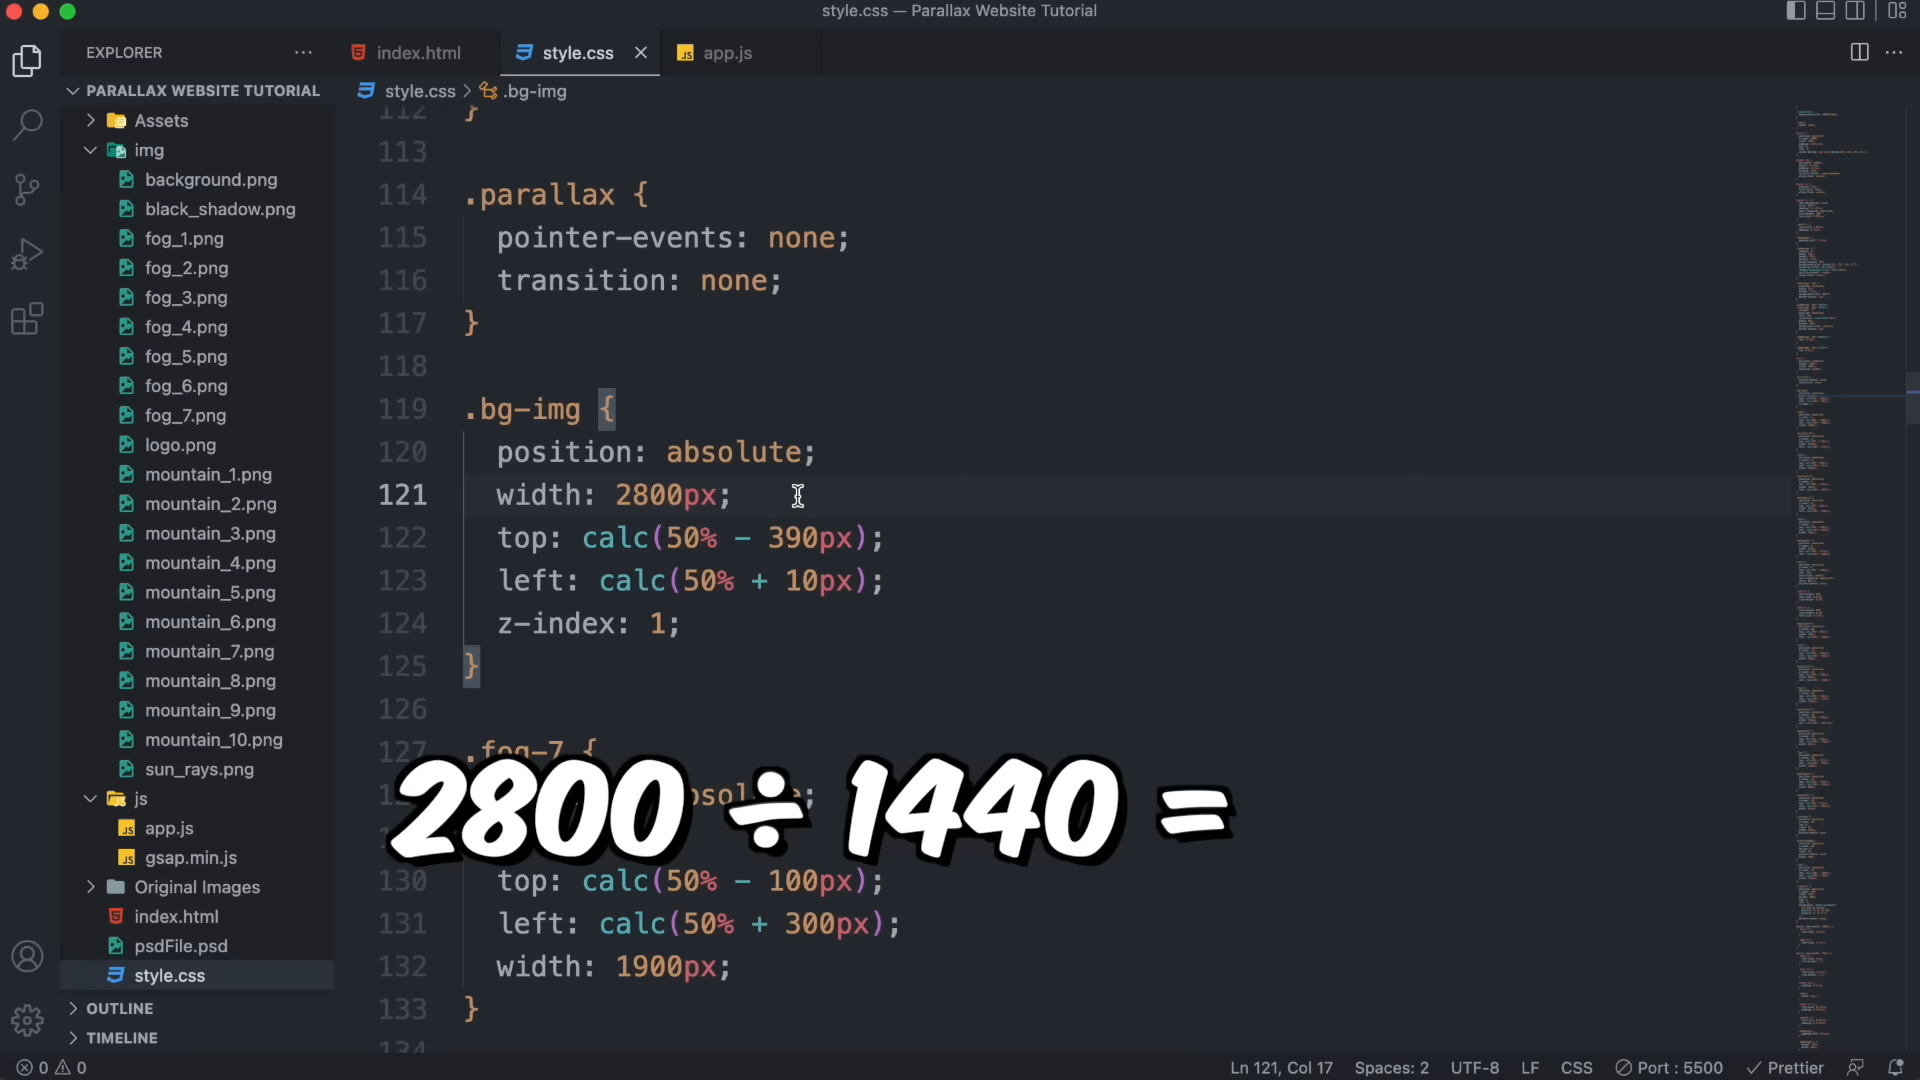 style.css — Parallax Website Tutorial
EXPLORER
index.html
style.css
app.js
PARALLAX WEBSITE TUTORIAL
style.css > .bg-img
Assets
img
background.png
black_shadow.png
fog_1.png
fog_2.png
fog_3.png
fog_4.png
fog_5.png
fog_6.png
fog_7.png
logo.png
mountain_1.png
mountain_2.png
mountain_3.png
mountain_4.png
mountain_5.png
mountain_6.png
mountain_7.png
mountain_8.png
mountain_9.png
mountain_10.png
sun_rays.png
js
app.js
gsap.min.js
Original Images
index.html
psdFile.psd
style.css
OUTLINE
TIMELINE
112 }
113
114 .parallax {
115 pointer-events: none;
116 transition: none;
117 }
118
119 .bg-img {
120 position: absolute;
121 width: 2800px;
122 top: calc(50% - 390px);
123 left: calc(50% + 10px);
124 z-index: 1;
125 }
126
127 .fog-7 {
2800 ÷ 1440 =
130 top: calc(50% - 100px);
131 left: calc(50% + 300px);
132 width: 1900px;
133 }
134
0 0
Ln 121, Col 17
Spaces: 2
UTF-8
LF
CSS
Port : 5500
Prettier